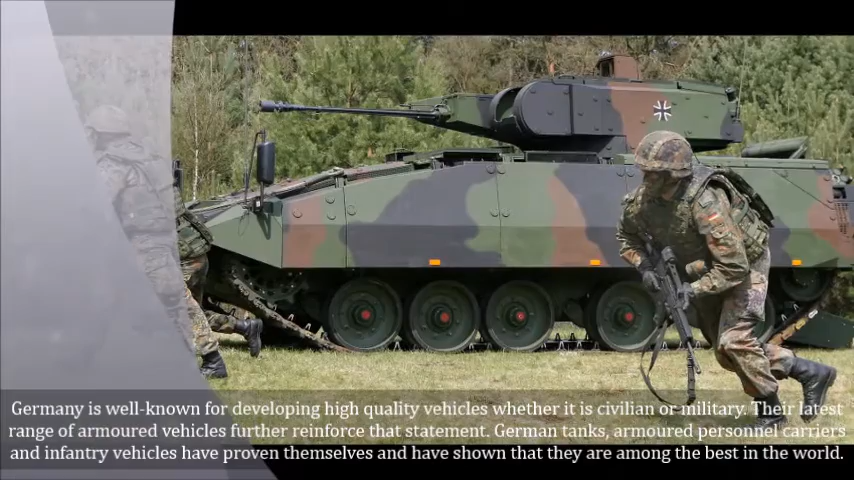 Germany is well-known for developing high quality vehicles whether it is civilian or military. Their latest
range of armoured vehicles further reinforce that statement. German tanks, armoured personnel carriers
and infantry vehicles have proven themselves and have shown that they are among the best in the world.